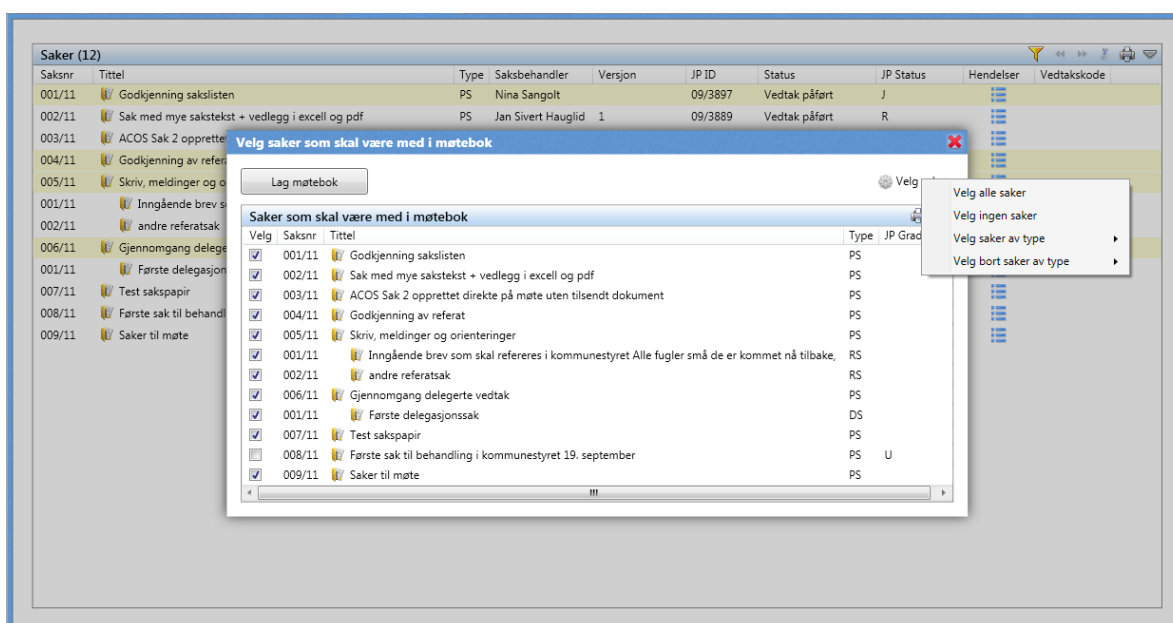 Saker (12)
Saksnr Tittel Type Saksbehandler Versjon JP ID Status JP Status Hendelser Vedtakskode
001/11 Godkjenning sakslisten PS Nina Sangolt 09/3897 Vedtak påført J
002/11 Sak med mye sakstekst + vedlegg i excell og pdf PS Jan Sivert Hauglid 1 09/3889 Vedtak påført R
003/11 ACOS Sak 2 opprettet
004/11 Godkjenning av refera
005/11 Skriv, meldinger og o
001/11 Inngående brev s
002/11 andre referatsak
006/11 Gjennomgang delege
001/11 Første delegasjon
007/11 Test sakspapir
008/11 Første sak til behandl
009/11 Saker til møte
Velg saker som skal være med i møtebok
Lag møtebok
Velg
Velg alle saker
Velg ingen saker
Velg saker av type
Velg bort saker av type
Saker som skal være med i møtebok
Velg Saksnr Tittel Type JP Grad
001/11 Godkjenning sakslisten PS
002/11 Sak med mye sakstekst + vedlegg i excell og pdf PS
003/11 ACOS Sak 2 opprettet direkte på møte uten tilsendt dokument PS
004/11 Godkjenning av referat PS
005/11 Skriv, meldinger og orienteringer PS
001/11 Inngående brev som skal refereres i kommunestyret Alle fugler små de er kommet nå tilbake, RS
002/11 andre referatsak RS
006/11 Gjennomgang delegerte vedtak PS
001/11 Første delegasjonssak DS
007/11 Test sakspapir PS
008/11 Første sak til behandling i kommunestyret 19. september PS U
009/11 Saker til møte PS